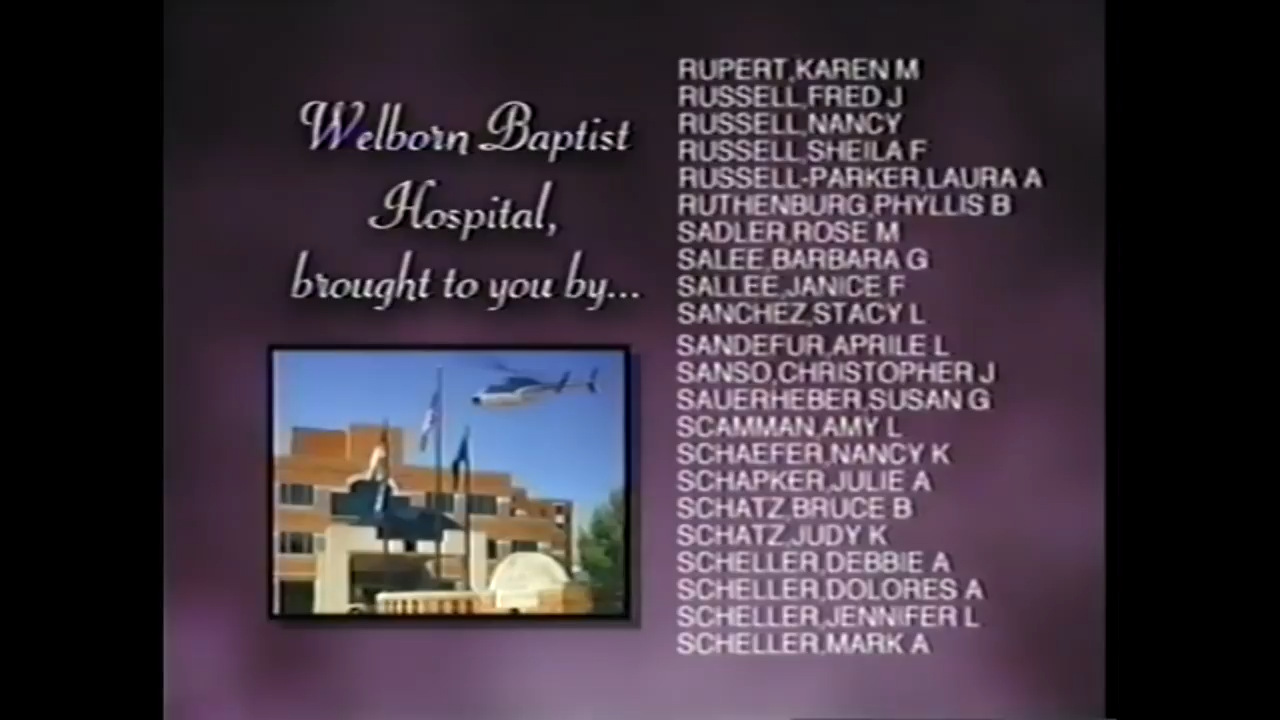 Welborn Baptist
Hospital,
brought to you by...
RUPERT,KAREN M
RUSSELL,FRED J
RUSSELL,NANCY
RUSSELL,SHEILA F
RUSSELL-PARKER,LAURA A
RUTHENBURG,PHYLLIS B
SADLER,ROSE M
SALEE,BARBARA G
SALLEE,JANICE F
SANCHEZ,STACY L
SANDEFUR,APRILE L
SANSO,CHRISTOPHER J
SAUERHEBER,SUSAN G
SCAMMAN,AMY L
SCHAEFER,NANCY K
SCHAPKER,JULIE A
SCHATZ,BRUCE B
SCHATZ,JUDY K
SCHELLER,DEBBIE A
SCHELLER,DOLORES A
SCHELLER,JENNIFER L
SCHELLER,MARK A